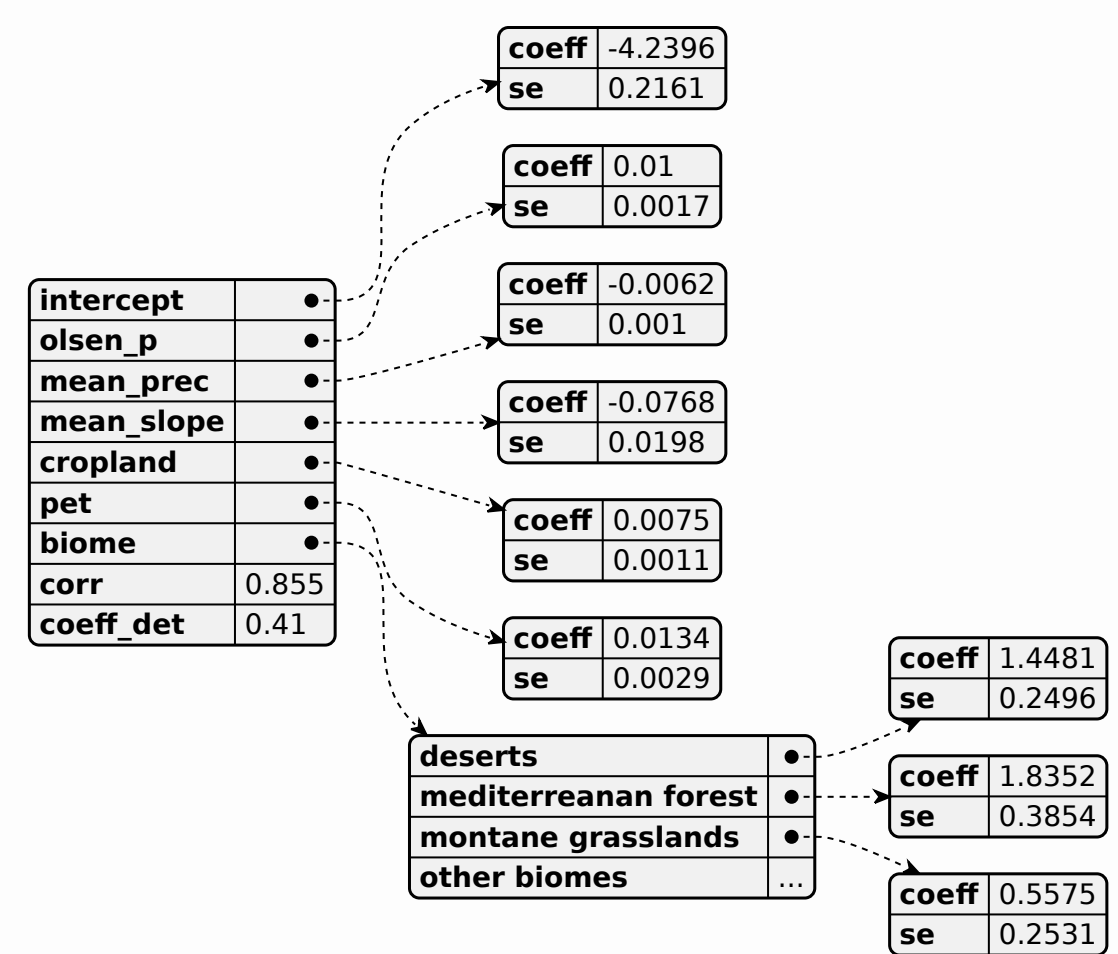 coeff -4.2396
se 0.2161
coeff 0.01
se 0.0017
coeff -0.0062
se 0.001
intercept
olsen_p
mean_prec
mean_slope
cropland
pet
biome
corr 0.855
coeff_det 0.41
coeff -0.0768
se 0.0198
coeff 0.0075
se 0.0011
coeff 0.0134
se 0.0029
deserts
mediterreanan forest
montane grasslands
other biomes ...
coeff 1.4481
se 0.2496
coeff 1.8352
se 0.3854
coeff 0.5575
se 0.2531